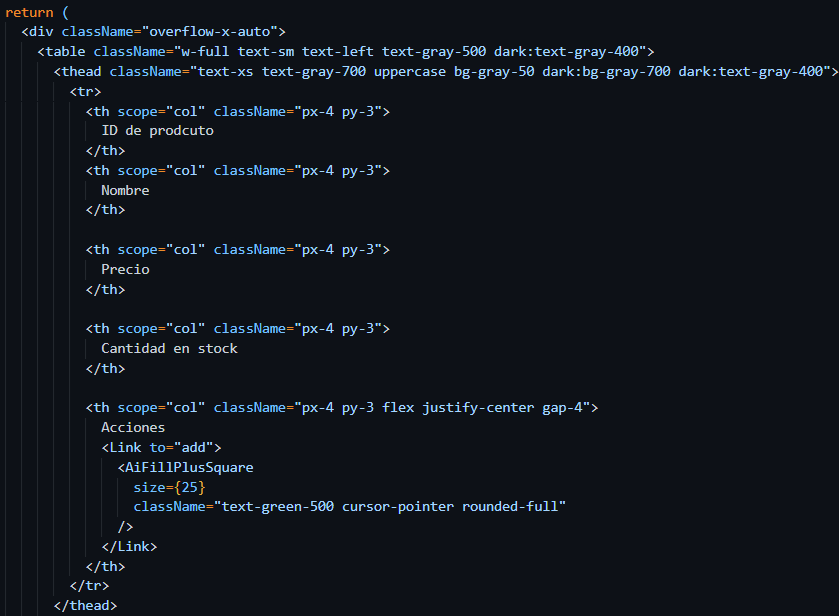 return (
<div className="overflow-x-auto">
<table className="w-full text-sm text-left text-gray-500 dark:text-gray-400">
<thead className="text-xs text-gray-700 uppercase bg-gray-50 dark:bg-gray-700 dark:text-gray-400">
<tr>
<th scope="col" className="px-4 py-3">
ID de prodcuto
</th>
<th scope="col" className="px-4 py-3">
Nombre
</th>
<th scope="col" className="px-4 py-3">
Precio
</th>
<th scope="col" className="px-4 py-3">
Cantidad en stock
</th>
<th scope="col" className="px-4 py-3 flex justify-center gap-4">
Acciones
<Link to="add">
<AiFillPlusSquare
size={25}
className="text-green-500 cursor-pointer rounded-full"
/>
</Link>
</th>
</tr>
</thead>